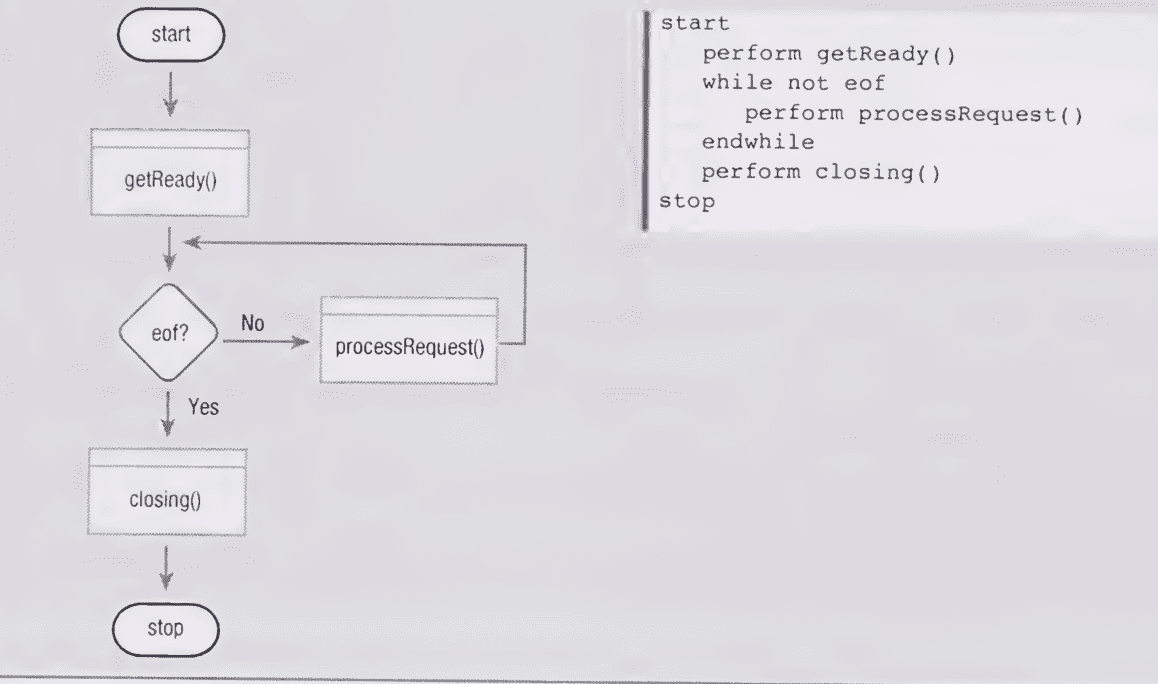 start
getReady()
eof?
No
processRequest()
Yes
closing()
stop
start
perform getReady()
while not eof
perform processRequest()
endwhile
perform closing()
stop